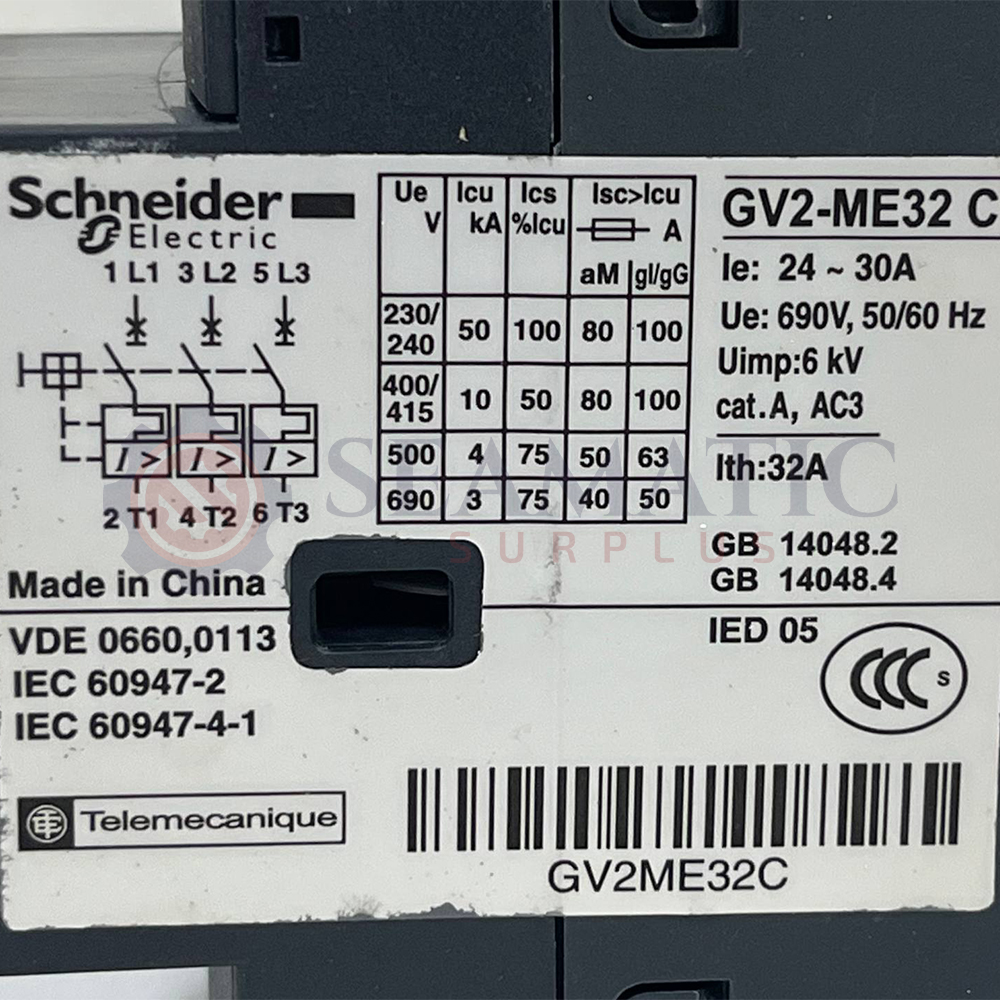 Schneider
Electric
1 L1 3 L2 5 L3
I > I > I >
2 T1 4 T2 6 T3
Made in China
Ue V Icu kA Ics %Icu Isc>Icu A
aM gl/gG
230/240 50 100 80 100
400/415 10 50 80 100
500 4 75 50 63
690 3 75 40 50
GV2-ME32 C
Ie: 24 ~ 30A
Ue: 690V, 50/60 Hz
Uimp:6 kV
cat.A, AC3
Ith:32A
GB 14048.2
GB 14048.4
SEAMATIC
SURPLUS
VDE 0660,0113
IEC 60947-2
IEC 60947-4-1
IED 05
CCC S
Telemecanique
GV2ME32C